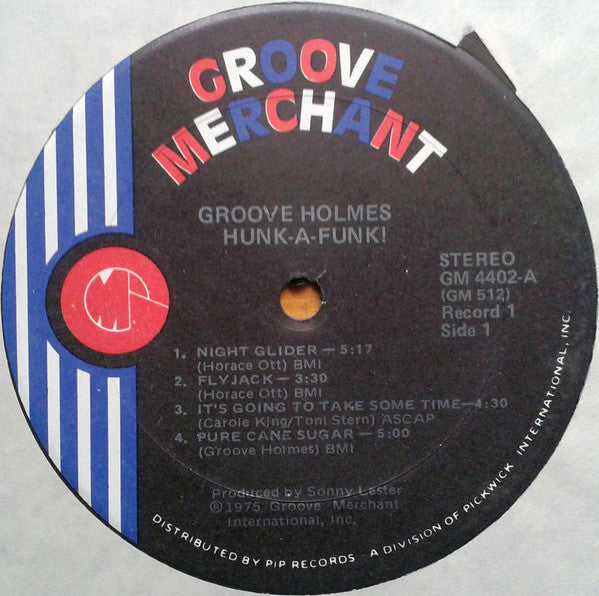 GROOVE
MERCHANT
GROOVE HOLMES
HUNK-A-FUNK!
STEREO
GM 4402-A
(GM 512)
Record 1
Side 1
GM
1. NIGHT GLIDER — 5:17
(Horace Ott) BMI
2. FLYJACK — 3:30
(Horace Ott) BMI
3. IT'S GOING TO TAKE SOME TIME—4:30
(Carole King/Toni Stern) ASCAP
4. PURE CANE SUGAR — 5:00
(Groove Holmes) BMI
Produced by Sonny Lester
℗ 1975 Groove Merchant
International, Inc.
DISTRIBUTED BY PIP RECORDS · A DIVISION OF PICKWICK INTERNATIONAL, INC.